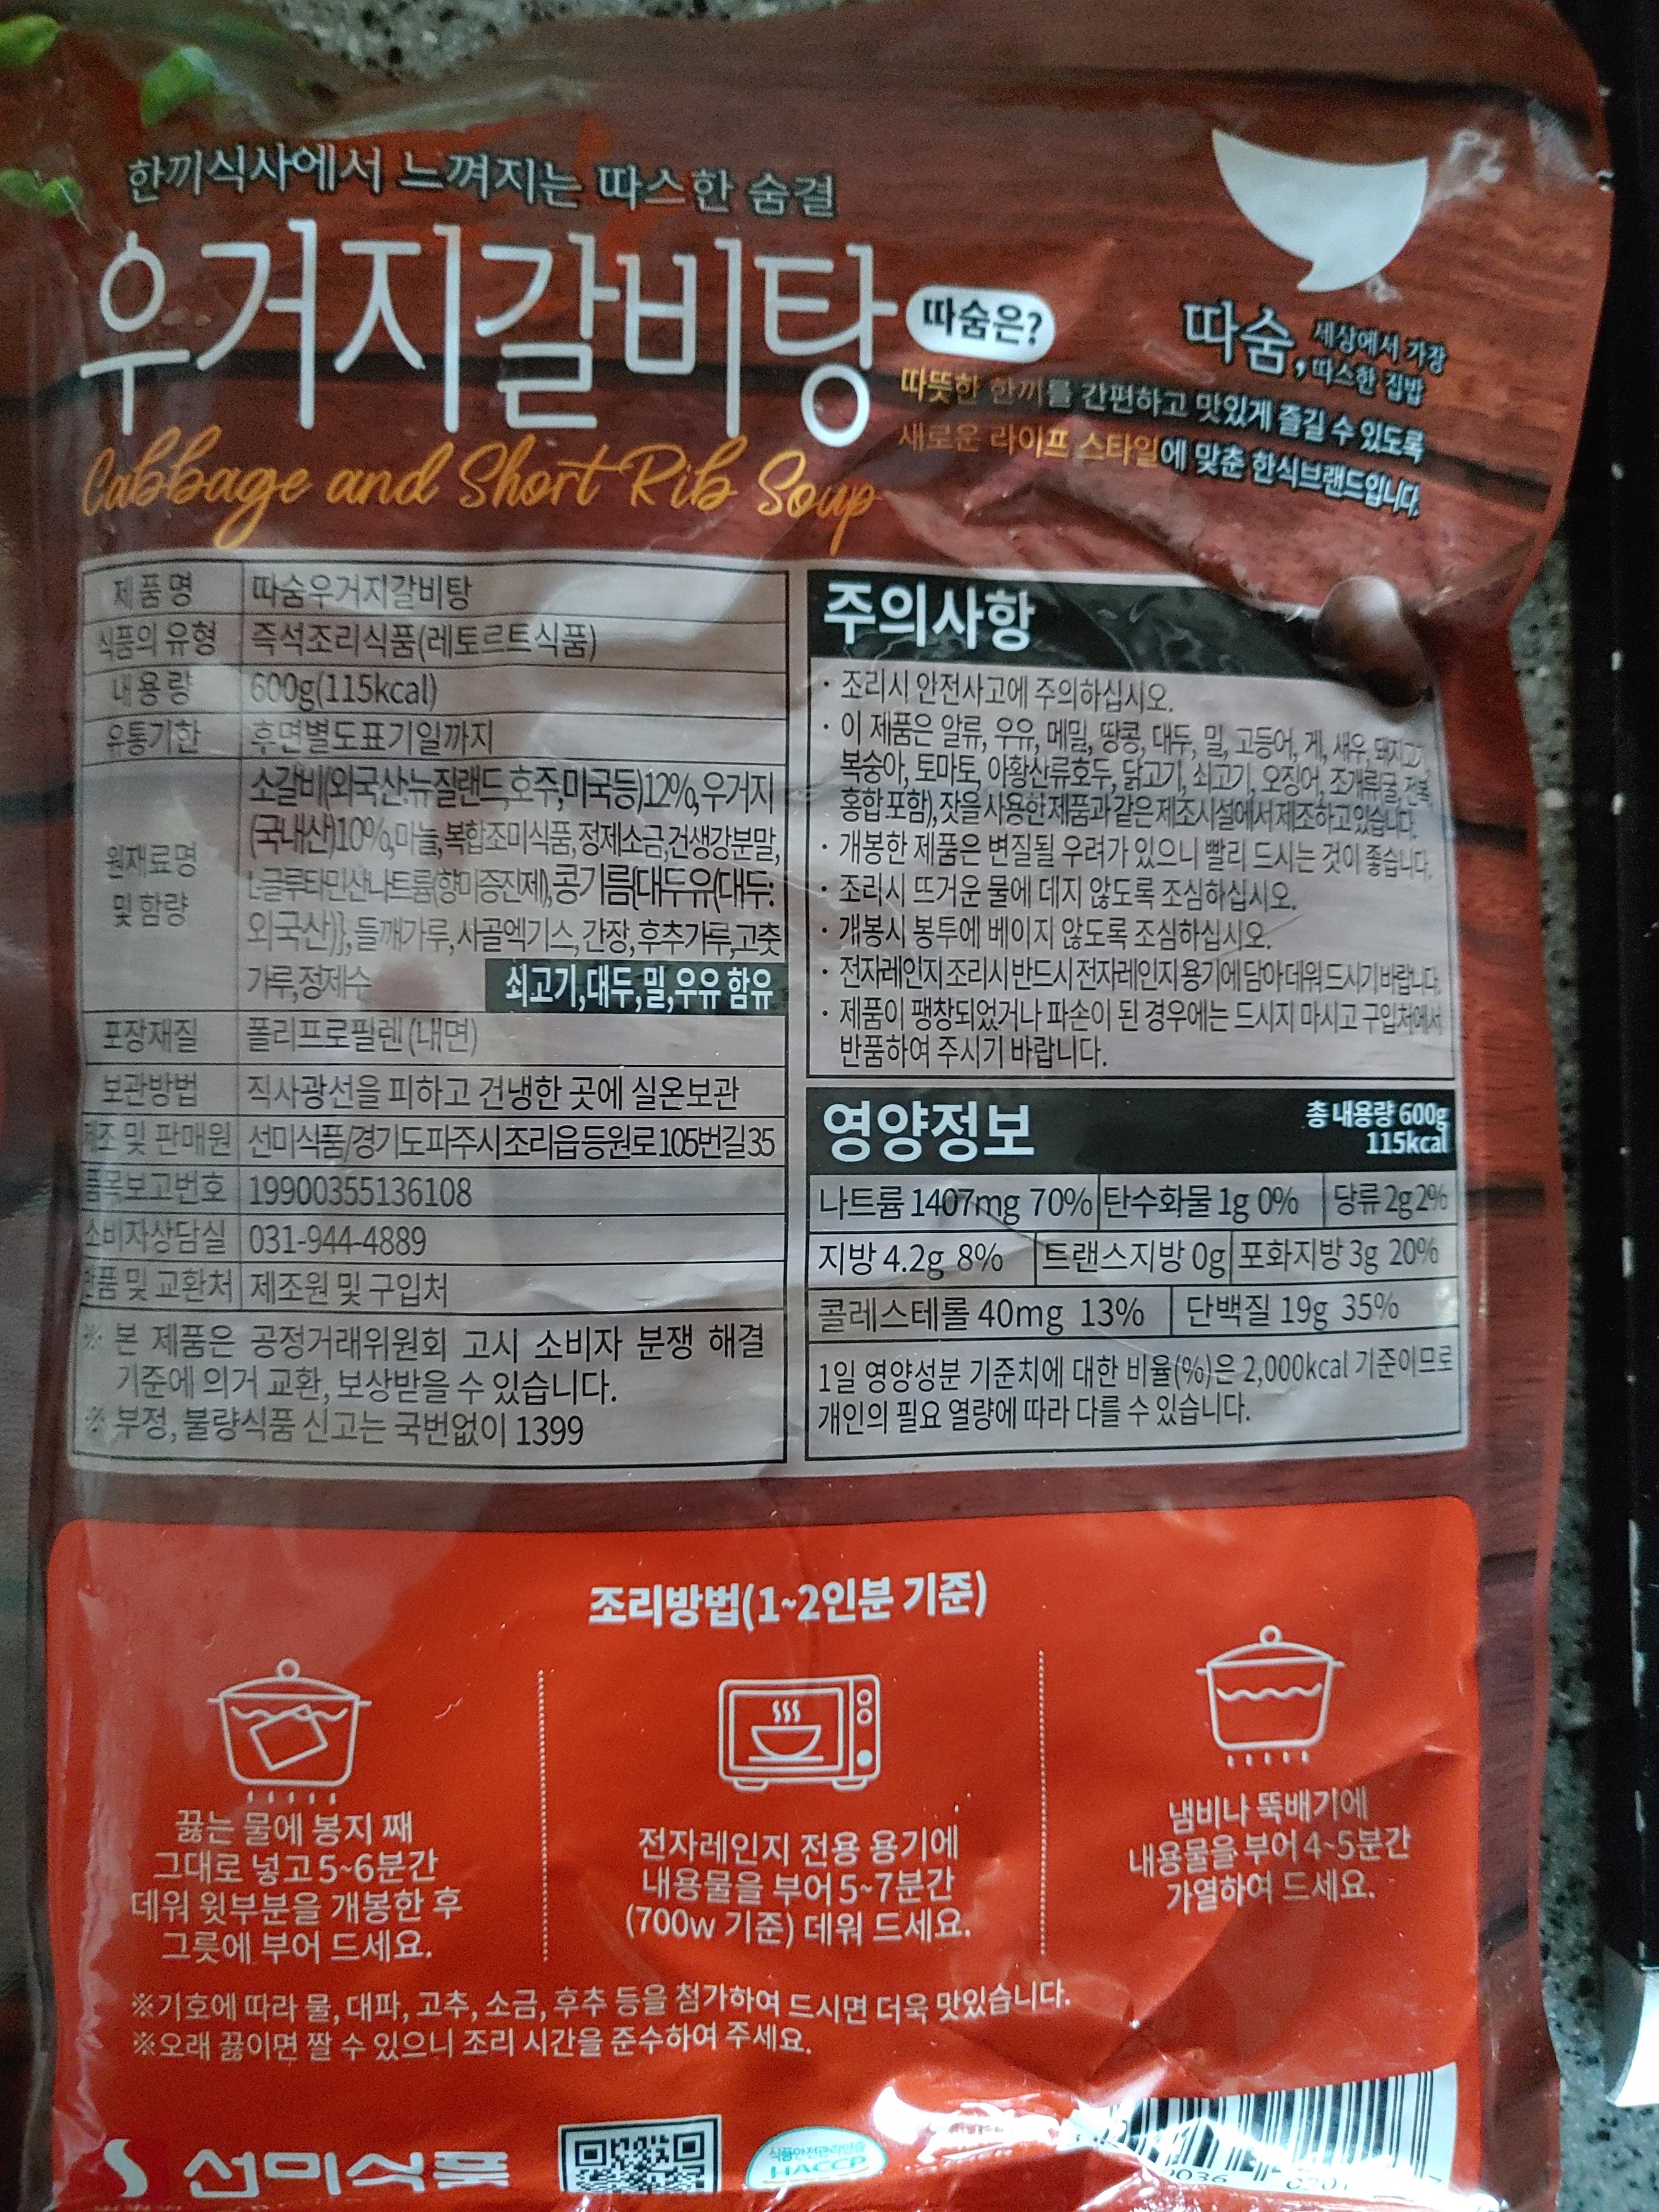 한끼식사에서 느껴지는 따스한 숨결
우거지갈비탕
Cabbage and Short Rib Soup
따숨은?
따숨, 세상에서 가장
따스한 집밥
따뜻한 한끼를 간편하고 맛있게 즐길 수 있도록
새로운 라이프 스타일에 맞춘 한식브랜드입니다.
제품명 따숨우거지갈비탕
식품의 유형 즉석조리식품(레토르트식품)
내용량 600g(115kcal)
유통기한 후면별도표기일까지
원재료명 및 함량
소갈비(외국산:뉴질랜드,호주,미국등)12%,우거지
(국내산)10%,마늘,복합조미식품,정제소금,건생강분말,
L-글루타민산나트륨(향미증진제),콩기름{대두유(대두:
외국산)},들깨가루,사골엑기스,간장,후추가루,고춧
가루,정제수
쇠고기,대두,밀,우유 함유
포장재질 폴리프로필렌(내면)
보관방법 직사광선을 피하고 건냉한 곳에 실온보관
제조 및 판매원 선미식품/경기도파주시조리읍등원로105번길35
품목보고번호 19900355136108
소비자상담실 031-944-4889
반품 및 교환처 제조원 및 구입처
※ 본 제품은 공정거래위원회 고시 소비자 분쟁 해결
기준에 의거 교환, 보상받을 수 있습니다.
※ 부정, 불량식품 신고는 국번없이 1399
주의사항
· 조리시 안전사고에 주의하십시오.
· 이 제품은 알류, 우유, 메밀, 땅콩, 대두, 밀, 고등어, 게, 새우, 돼지고기,
복숭아, 토마토, 아황산류호두, 닭고기, 쇠고기, 오징어, 조개류굴, 전복,
홍합 포함), 잣을 사용한 제품과 같은 제조시설에서 제조하고 있습니다.
· 개봉한 제품은 변질될 우려가 있으니 빨리 드시는 것이 좋습니다.
· 조리시 뜨거운 물에 데지 않도록 조심하십시오.
· 개봉시 봉투에 베이지 않도록 조심하십시오.
· 전자레인지 조리시 반드시 전자레인지 용기에 담아 데워 드시기 바랍니다.
· 제품이 팽창되었거나 파손이 된 경우에는 드시지 마시고 구입처에서
반품하여 주시기 바랍니다.
영양정보
총 내용량 600g
115kcal
나트륨 1407mg 70% 탄수화물 1g 0% 당류 2g 2%
지방 4.2g 8% 트랜스지방 0g 포화지방 3g 20%
콜레스테롤 40mg 13% 단백질 19g 35%
1일 영양성분 기준치에 대한 비율(%)은 2,000kcal 기준이므로
개인의 필요 열량에 따라 다를 수 있습니다.
조리방법(1~2인분 기준)
끓는 물에 봉지 째
그대로 넣고 5~6분간
데워 윗부분을 개봉한 후
그릇에 부어 드세요.
전자레인지 전용 용기에
내용물을 부어 5~7분간
(700w 기준) 데워 드세요.
냄비나 뚝배기에
내용물을 부어 4~5분간
가열하여 드세요.
※기호에 따라 물, 대파, 고추, 소금, 후추 등을 첨가하여 드시면 더욱 맛있습니다.
※오래 끓이면 짤 수 있으니 조리 시간을 준수하여 주세요.
선미식품
HACCP